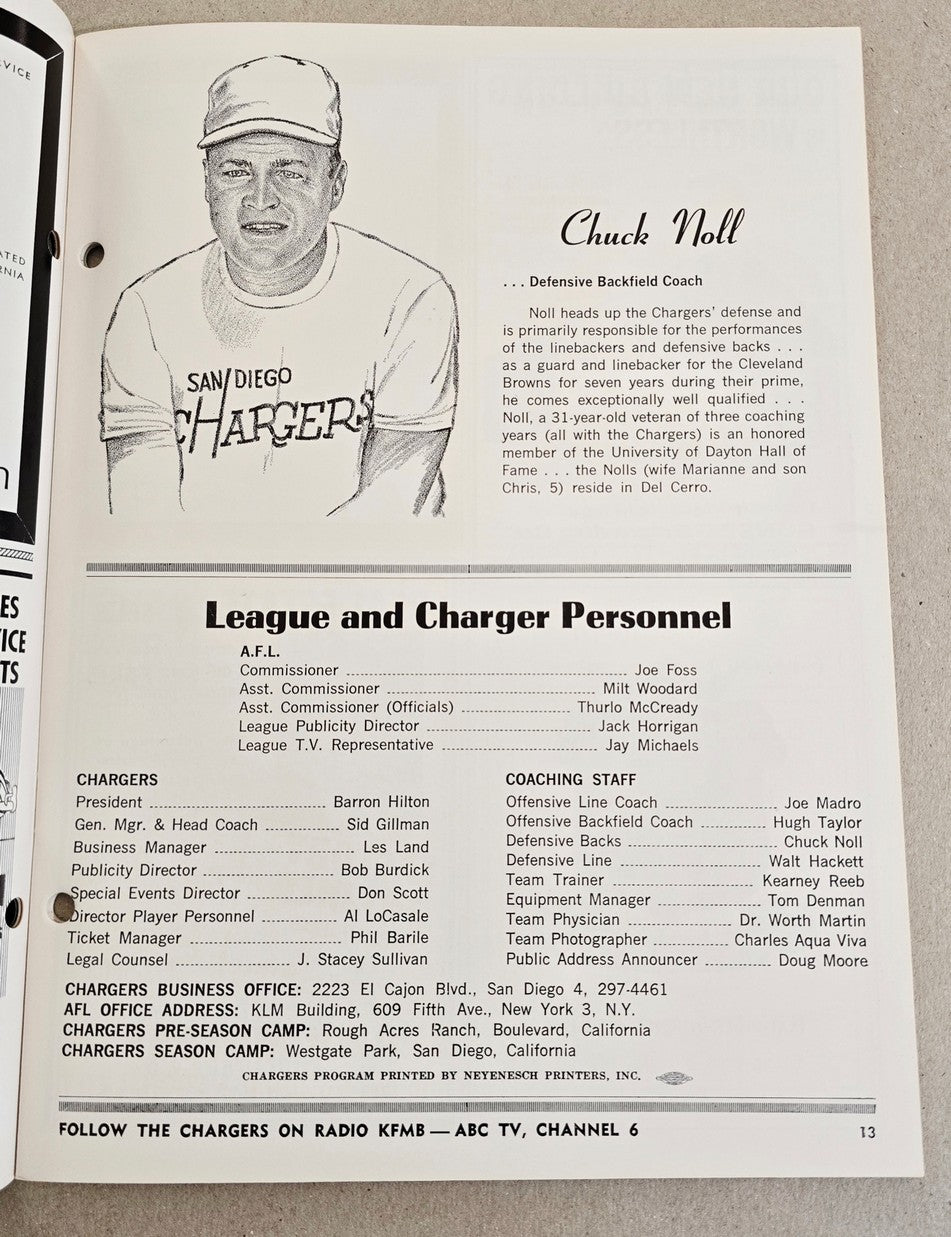 VICE
ATED
RNIA
n
ES
ICE
TS
SAN DIEGO
CHARGERS
Chuck Noll
. . . Defensive Backfield Coach
Noll heads up the Chargers' defense and
is primarily responsible for the performances
of the linebackers and defensive backs . . .
as a guard and linebacker for the Cleveland
Browns for seven years during their prime,
he comes exceptionally well qualified . . .
Noll, a 31-year-old veteran of three coaching
years (all with the Chargers) is an honored
member of the University of Dayton Hall of
Fame . . . the Nolls (wife Marianne and son
Chris, 5) reside in Del Cerro.
League and Charger Personnel
A.F.L.
Commissioner ........ Joe Foss
Asst. Commissioner ........ Milt Woodard
Asst. Commissioner (Officials) ........ Thurlo McCready
League Publicity Director ........ Jack Horrigan
League T.V. Representative ........ Jay Michaels
CHARGERS
President ........ Barron Hilton
Gen. Mgr. & Head Coach ........ Sid Gillman
Business Manager ........ Les Land
Publicity Director ........ Bob Burdick
Special Events Director ........ Don Scott
Director Player Personnel ........ Al LoCasale
Ticket Manager ........ Phil Barile
Legal Counsel ........ J. Stacey Sullivan
COACHING STAFF
Offensive Line Coach ........ Joe Madro
Offensive Backfield Coach ........ Hugh Taylor
Defensive Backs ........ Chuck Noll
Defensive Line ........ Walt Hackett
Team Trainer ........ Kearney Reeb
Equipment Manager ........ Tom Denman
Team Physician ........ Dr. Worth Martin
Team Photographer ........ Charles Aqua Viva
Public Address Announcer ........ Doug Moore
CHARGERS BUSINESS OFFICE: 2223 El Cajon Blvd., San Diego 4, 297-4461
AFL OFFICE ADDRESS: KLM Building, 609 Fifth Ave., New York 3, N.Y.
CHARGERS PRE-SEASON CAMP: Rough Acres Ranch, Boulevard, California
CHARGERS SEASON CAMP: Westgate Park, San Diego, California
CHARGERS PROGRAM PRINTED BY NEYENESCH PRINTERS, INC.
FOLLOW THE CHARGERS ON RADIO KFMB — ABC TV, CHANNEL 6
13